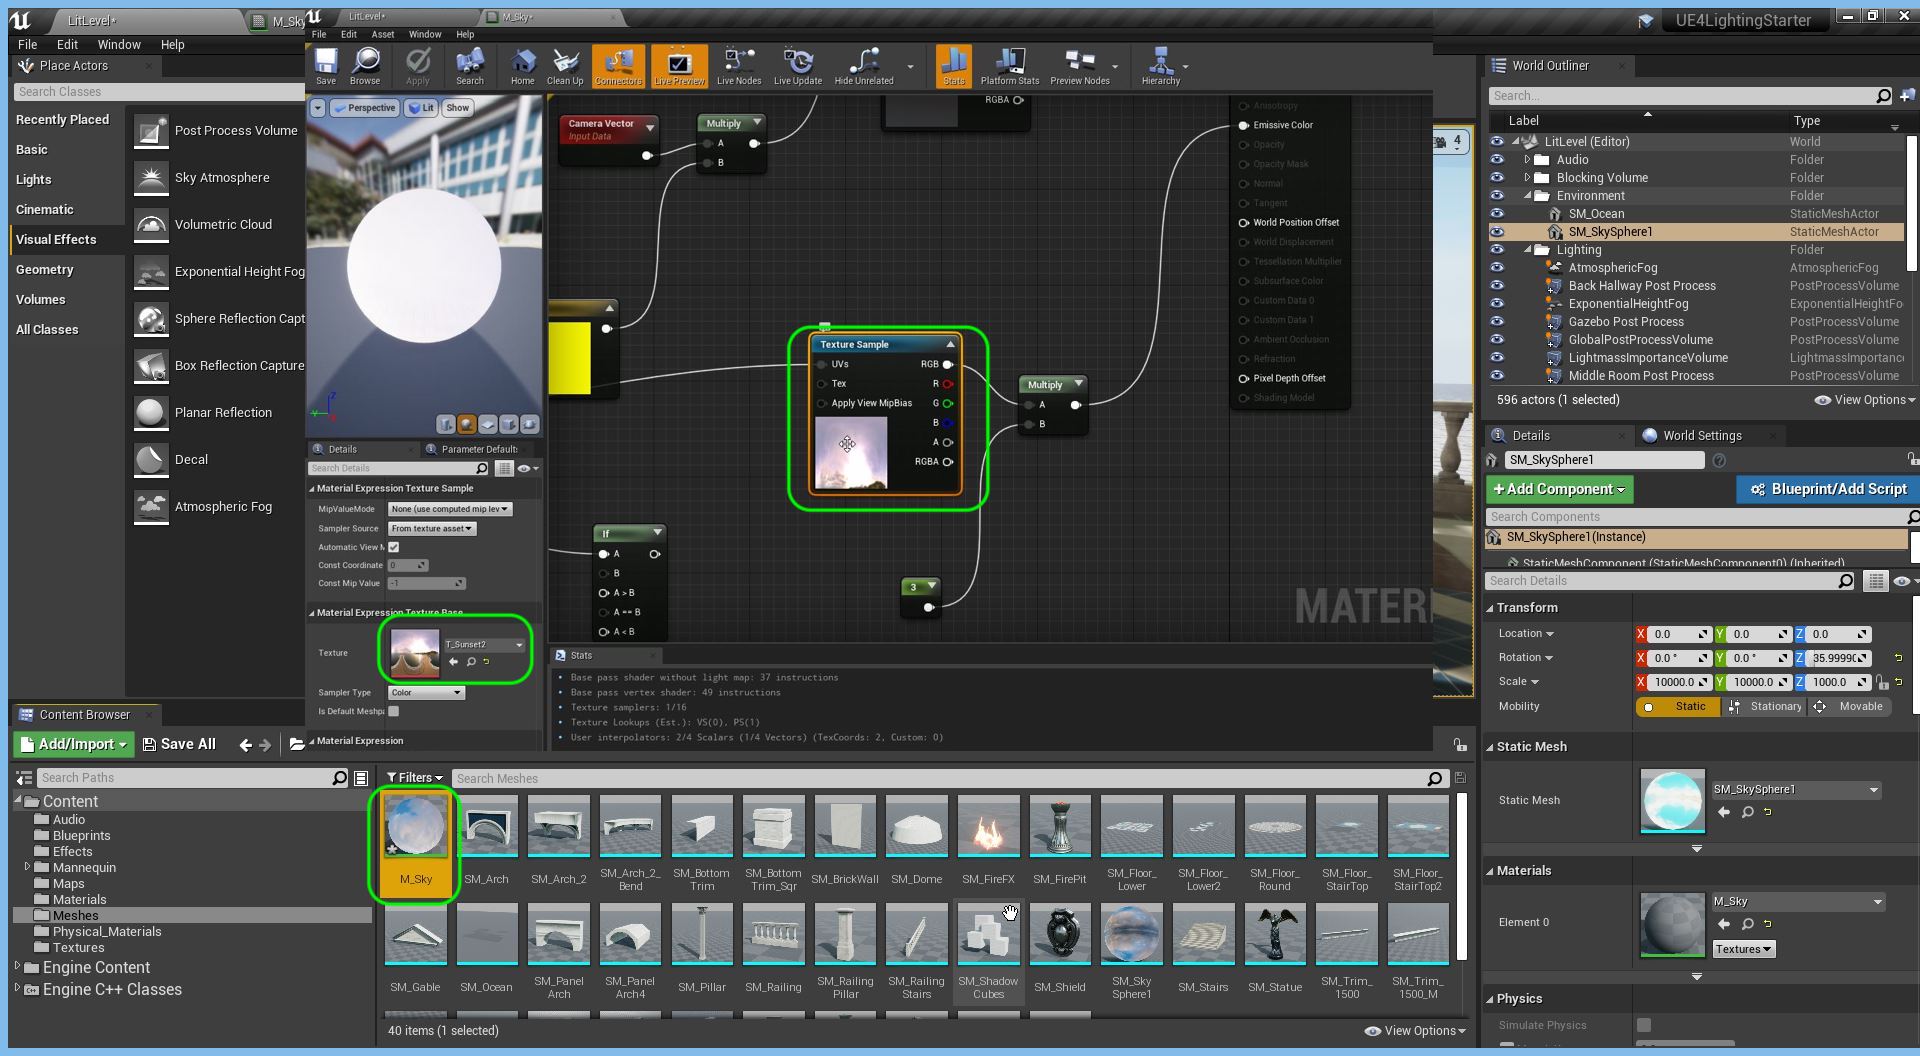 LitLevel*
M_Sky
LitLevel*
M_Sky*
UE4LightingStarter
File Edit Window Help
File Edit Asset Window Help
Place Actors
Search Classes
Recently Placed
Basic
Lights
Cinematic
Visual Effects
Geometry
Volumes
All Classes
Post Process Volume
Sky Atmosphere
Volumetric Cloud
Exponential Height Fog
Sphere Reflection Capt
Box Reflection Capture
Planar Reflection
Decal
Atmospheric Fog
Save Browse Apply Search Home Clean Up Connectors Live Preview Live Nodes Live Update Hide Unrelated Stats Platform Stats Preview Nodes Hierarchy
Perspective Lit Show
Details
Parameter Default
Search Details
Material Expression Texture Sample
MipValueMode None (use computed mip lev
Sampler Source From texture asset
Automatic View M
Const Coordinate 0
Const Mip Value -1
Material Expression Texture Base
Texture
T_Sunset2
Sampler Type Color
Is Default Meshpa
Material Expression
Camera Vector
Input Data
Multiply
A
B
RGBA
Texture Sample
UVs RGB
Tex R
Apply View MipBias G
B
A
RGBA
Multiply
A
B
3
If
A
B
A > B
A == B
A < B
Anisotropy
Emissive Color
Opacity
Opacity Mask
Normal
Tangent
World Position Offset
World Displacement
Tessellation Multiplier
Subsurface Color
Custom Data 0
Custom Data 1
Ambient Occlusion
Refraction
Pixel Depth Offset
Shading Model
MATERI
4
Stats
Base pass shader without light map: 37 instructions
Base pass vertex shader: 49 instructions
Texture samplers: 1/16
Texture Lookups (Est.): VS(0), PS(1)
User interpolators: 2/4 Scalars (1/4 Vectors) (TexCoords: 2, Custom: 0)
World Outliner
Search...
Label Type
LitLevel (Editor) World
Audio Folder
Blocking Volume Folder
Environment Folder
SM_Ocean StaticMeshActor
SM_SkySphere1 StaticMeshActor
Lighting Folder
AtmosphericFog AtmosphericFog
Back Hallway Post Process PostProcessVolume
ExponentialHeightFog ExponentialHeightFo
Gazebo Post Process PostProcessVolume
GlobalPostProcessVolume PostProcessVolume
LightmassImportanceVolume LightmassImportanc
Middle Room Post Process PostProcessVolume
596 actors (1 selected) View Options
Details
World Settings
SM_SkySphere1
+Add Component
Blueprint/Add Script
Search Components
SM_SkySphere1(Instance)
StaticMeshComponent (StaticMeshComponent0) (Inherited)
Search Details
Transform
Location X 0.0 Y 0.0 Z 0.0
Rotation X 0.0 ° Y 0.0 ° Z 35.99990
Scale X 10000.0 Y 10000.0 Z 1000.0
Mobility Static Stationary Movable
Static Mesh
Static Mesh
SM_SkySphere1
Materials
Element 0
M_Sky
Textures
Physics
Simulate Physics
Content Browser
Add/Import Save All
Search Paths
Filters
Search Meshes
Content
Audio
Blueprints
Effects
Mannequin
Maps
Materials
Meshes
Physical_Materials
Textures
Engine Content
Engine C++ Classes
M_Sky
SM_Arch
SM_Arch_2
SM_Arch_2_
Bend
SM_Bottom
Trim
SM_Bottom
Trim_Sqr
SM_BrickWall
SM_Dome
SM_FireFX
SM_FirePit
SM_Floor_
Lower
SM_Floor_
Lower2
SM_Floor_
Round
SM_Floor_
StairTop
SM_Floor_
StairTop2
SM_Gable
SM_Ocean
SM_Panel
Arch
SM_Panel
Arch4
SM_Pillar
SM_Railing
SM_Railing
Pillar
SM_Railing
Stairs
SM_Shadow
Cubes
SM_Shield
SM_Sky
Sphere1
SM_Stairs
SM_Statue
SM_Trim_
1500
SM_Trim_
1500_M
40 items (1 selected)
View Options